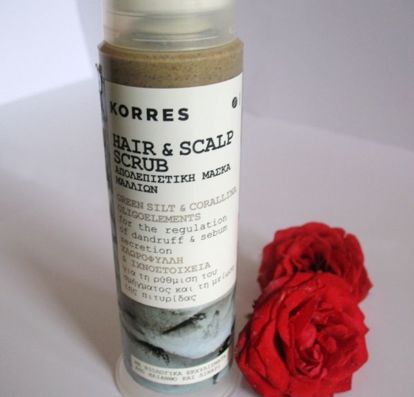 KORRES
HAIR & SCALP
SCRUB
ΑΠΟΛΕΠΙΣΤΙΚΗ ΜΑΣΚΑ
ΜΑΛΛΙΩΝ
GREEN SILT & CORALLINA
OLIGOELEMENTS
for the regulation
of dandruff & sebum
secretion
ΧΛΩΡΟΦΥΛΛΗ
& ΙΧΝΟΣΤΟΙΧΕΙΑ
για τη ρύθμιση του
σμήγματος και τη μείωση
της πιτυρίδας